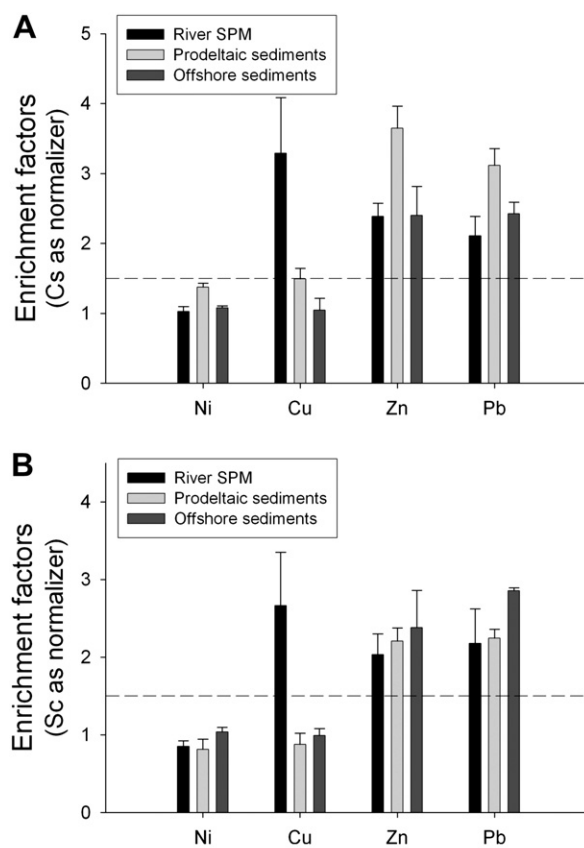 A
Enrichment factors
(Cs as normalizer)
5
4
3
2
1
0
River SPM
Prodeltaic sediments
Offshore sediments
Ni Cu Zn Pb
B
Enrichment factors
(Sc as normalizer)
4
3
2
1
0
River SPM
Prodeltaic sediments
Offshore sediments
Ni Cu Zn Pb